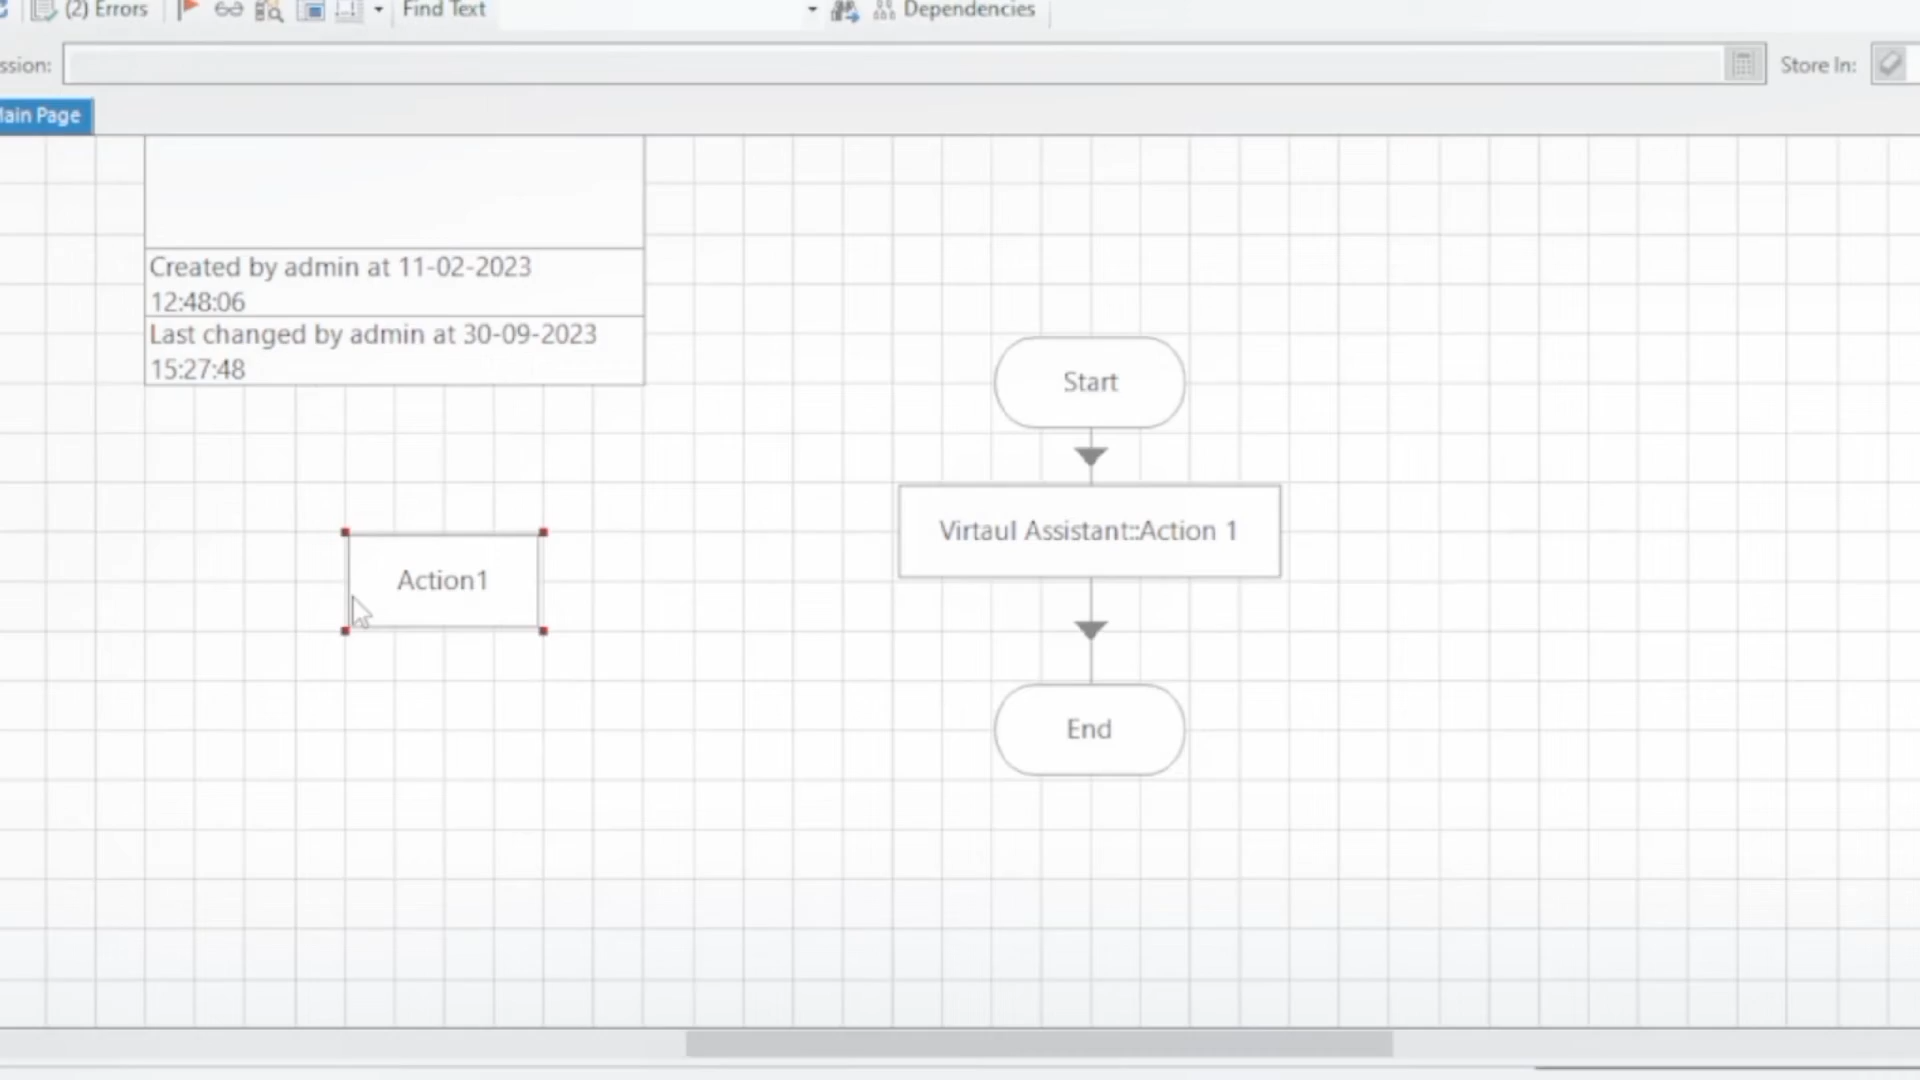 (2) Errors
Find Text
Dependencies
ssion:
Store In:
Main Page
Created by admin at 11-02-2023
12:48:06
Last changed by admin at 30-09-2023
15:27:48
Start
Virtaul Assistant::Action 1
Action1
End